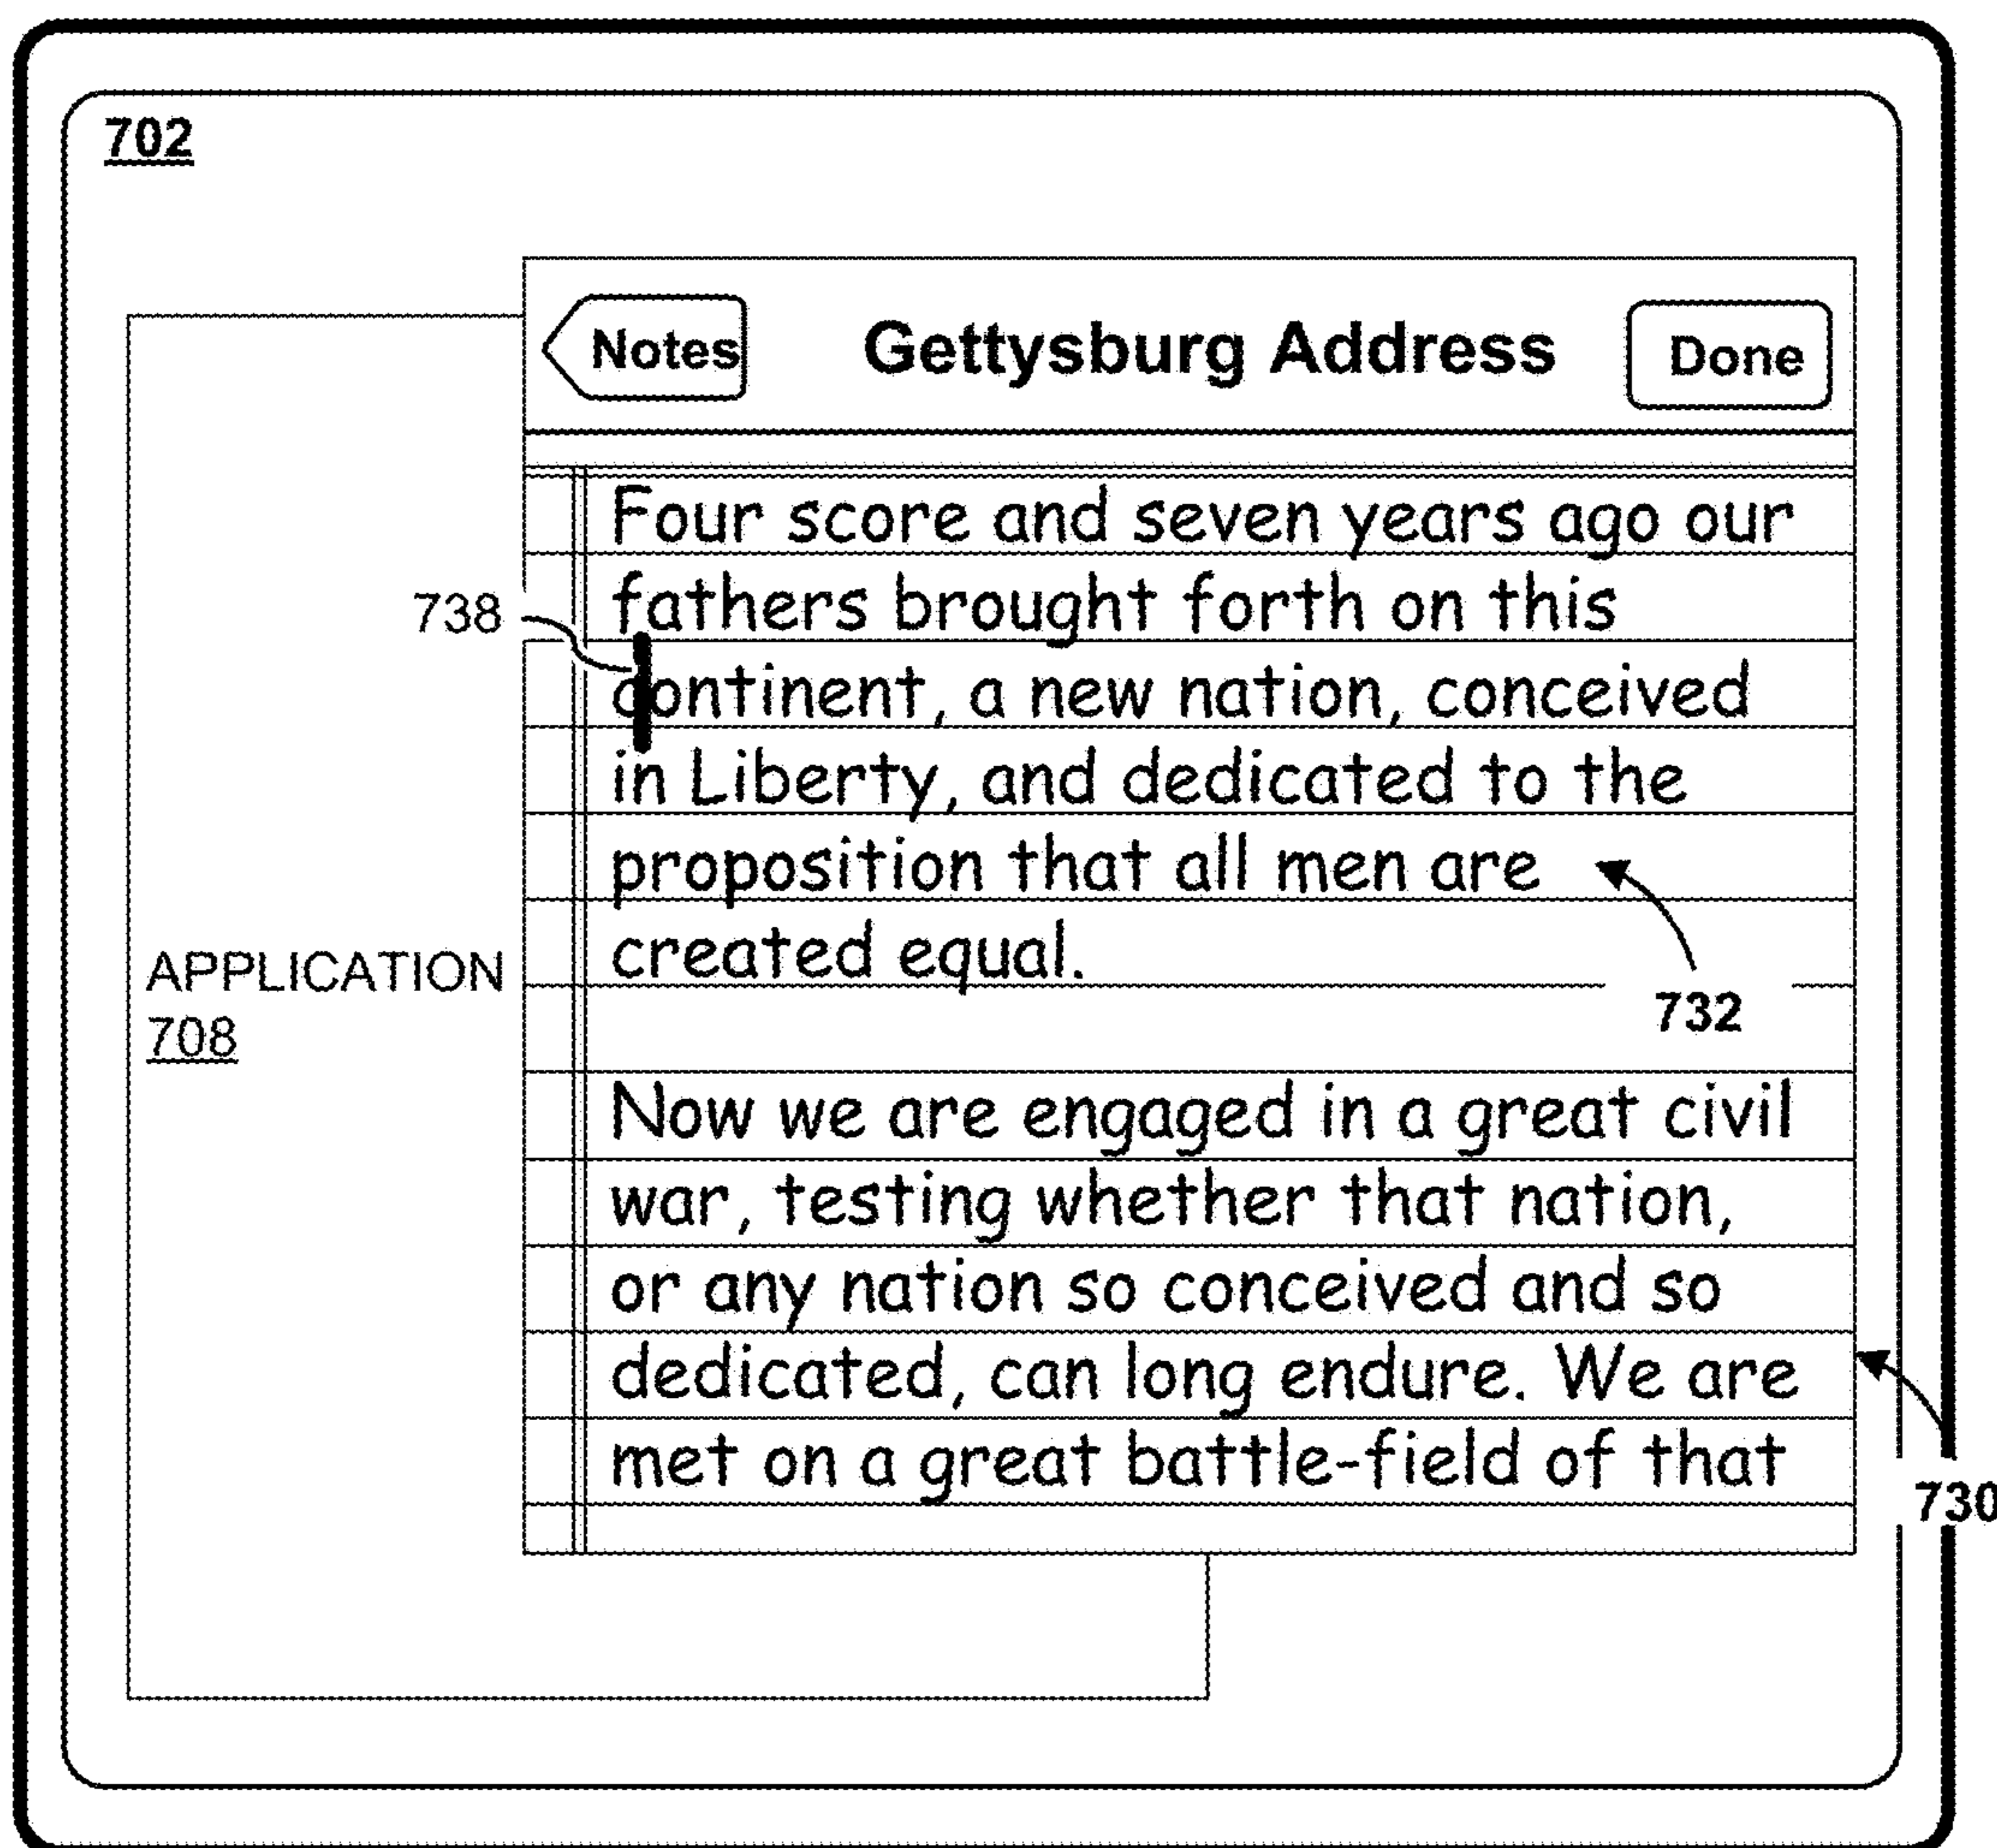 702
Notes
Gettysburg Address
Done
Four score and seven years ago our
fathers brought forth on this
738
continent, a new nation, conceived
in Liberty, and dedicated to the
proposition that all men are
created equal.
732
APPLICATION
708
Now we are engaged in a great civil
war, testing whether that nation,
or any nation so conceived and so
dedicated, can long endure. We are
met on a great battle-field of that
730